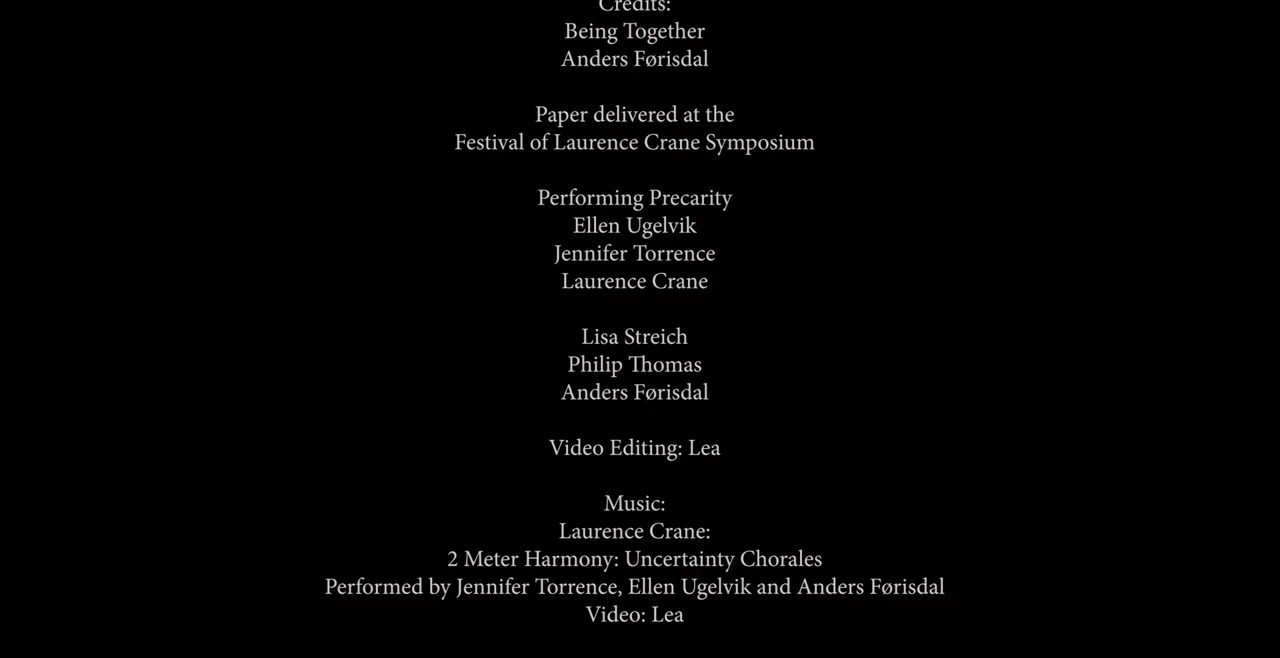 Credits:
Being Together
Anders Førisdal
Paper delivered at the
Festival of Laurence Crane Symposium
Performing Precarity
Ellen Ugelvik
Jennifer Torrence
Laurence Crane
Lisa Streich
Philip Thomas
Anders Førisdal
Video Editing: Lea
Music:
Laurence Crane:
2 Meter Harmony: Uncertainty Chorales
Performed by Jennifer Torrence, Ellen Ugelvik and Anders Førisdal
Video: Lea